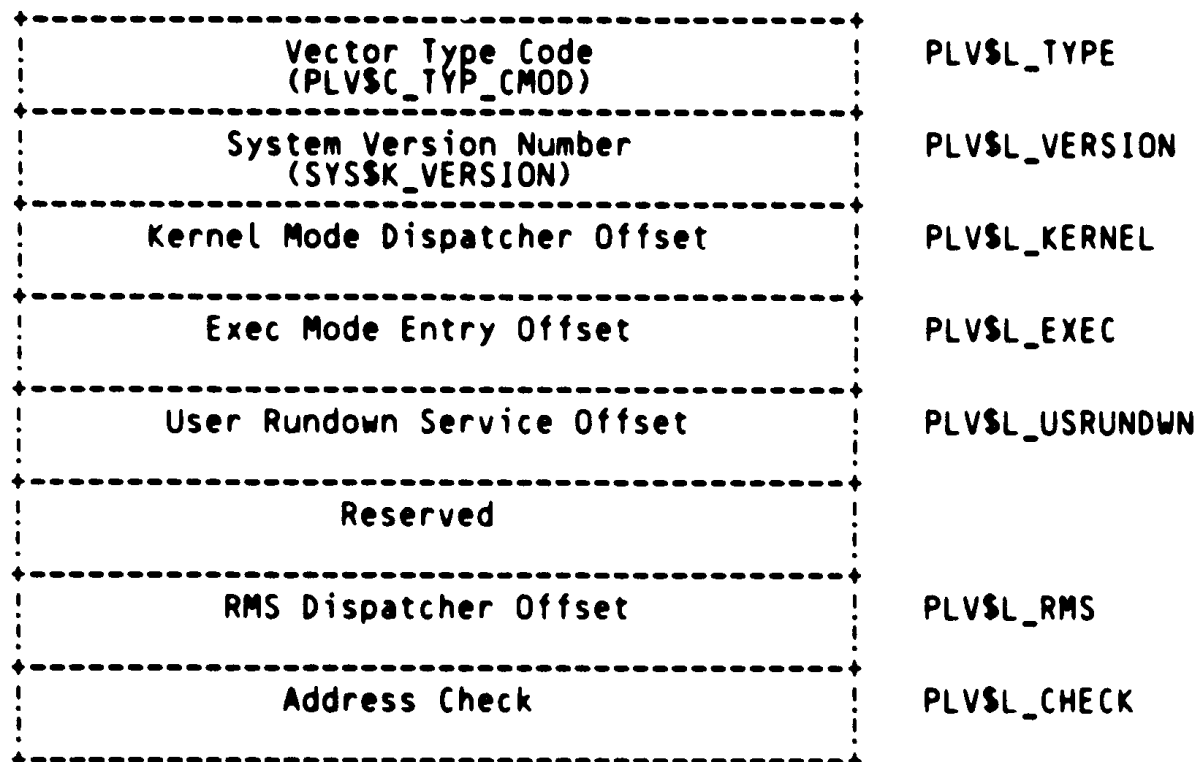 Vector Type Code PLV$L_TYPE
(PLV$C_TYP_CMOD)
System Version Number PLV$L_VERSION
(SYS$K_VERSION)
Kernel Mode Dispatcher Offset PLV$L_KERNEL
Exec Mode Entry Offset PLV$L_EXEC
User Rundown Service Offset PLV$L_USRUNDWN
Reserved
RMS Dispatcher Offset PLV$L_RMS
Address Check PLV$L_CHECK